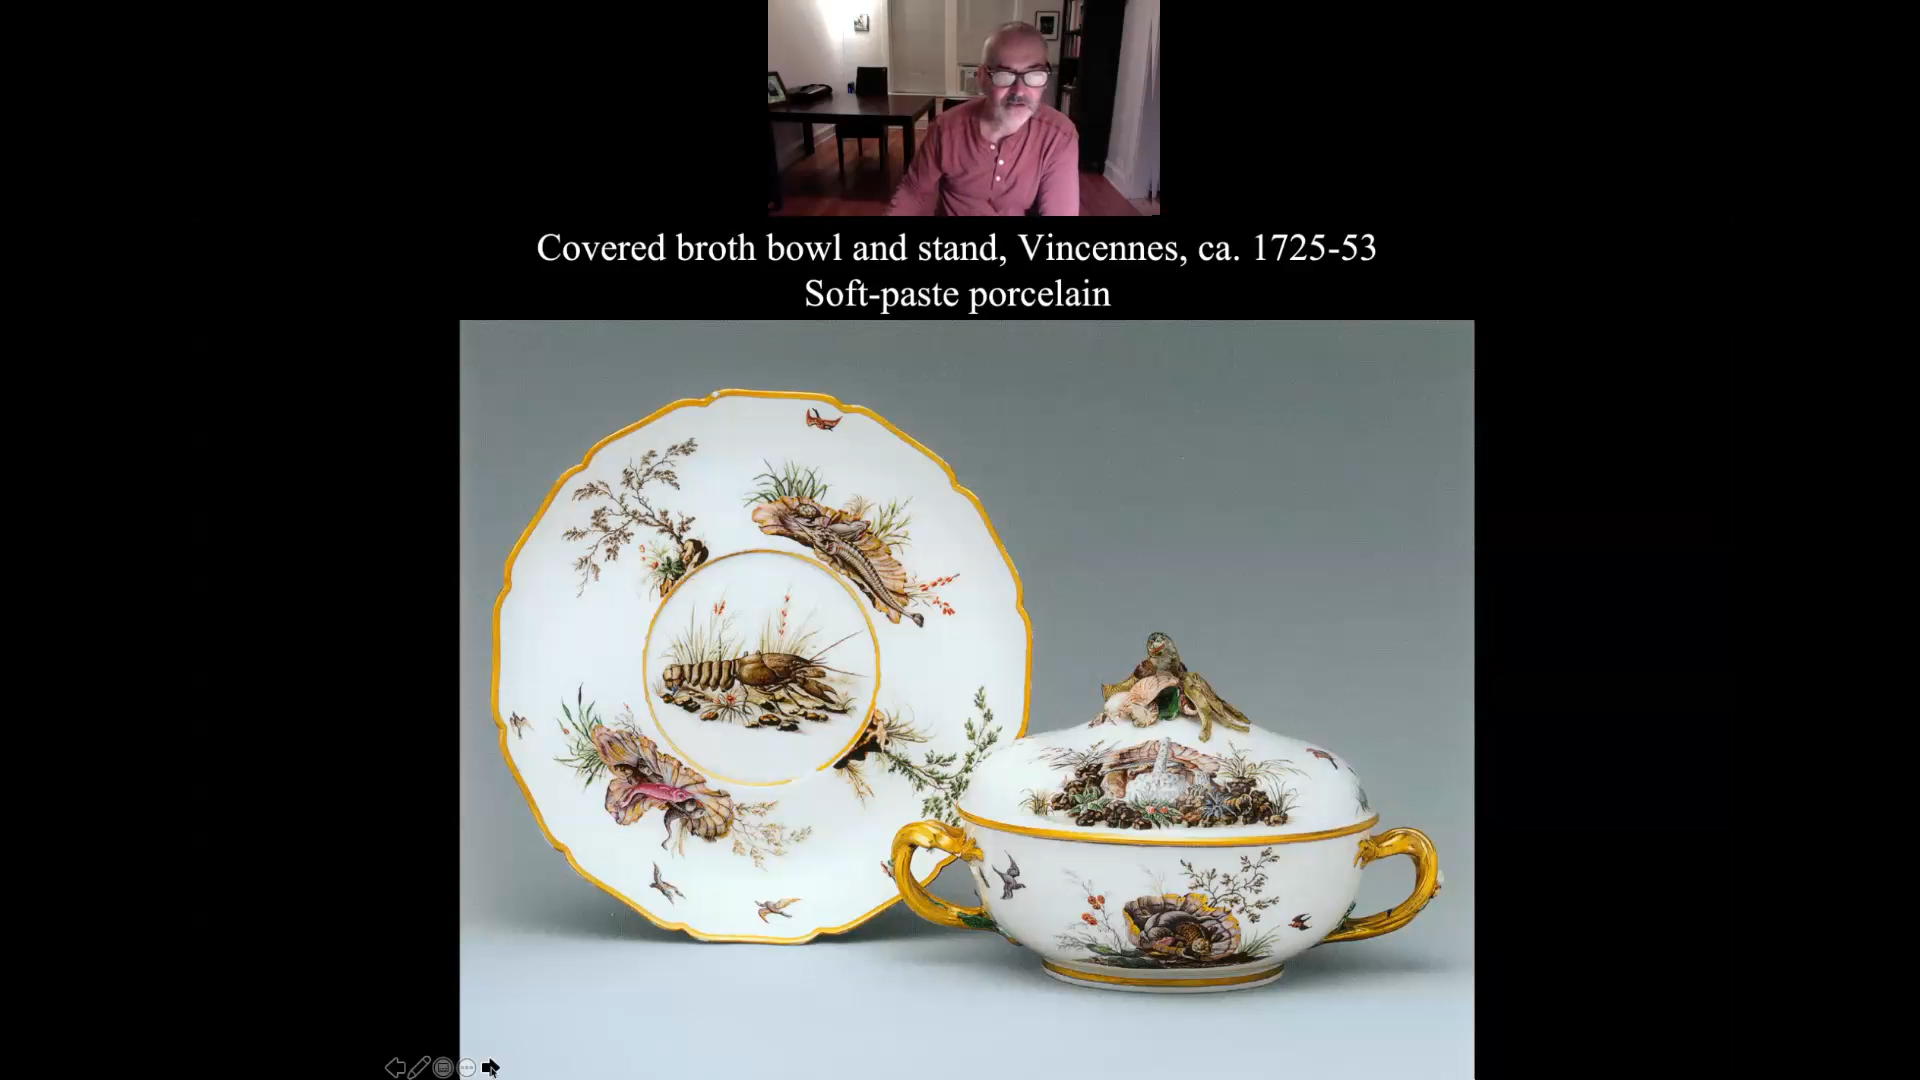 Covered broth bowl and stand, Vincennes, ca. 1725-53
Soft-paste porcelain